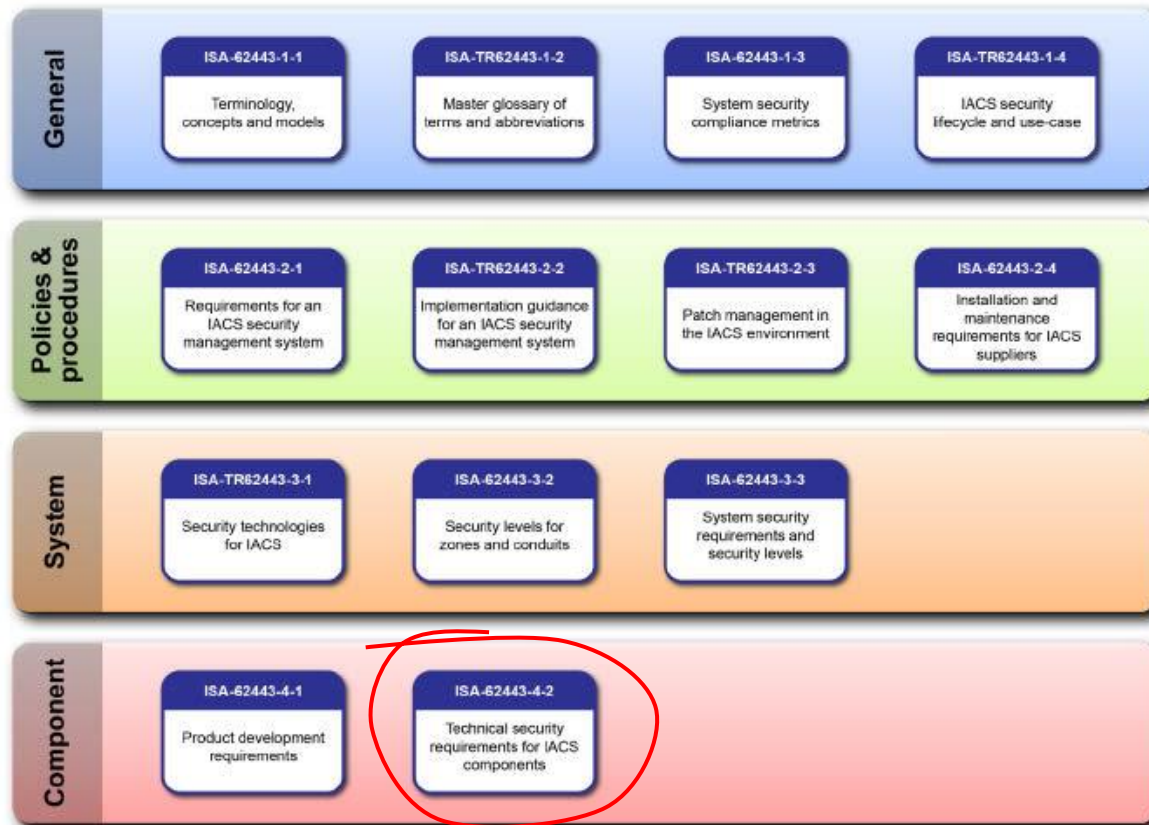 General
ISA-62443-1-1
Terminology,
concepts and models
ISA-TR62443-1-2
Master glossary of
terms and abbreviations
ISA-62443-1-3
System security
compliance metrics
ISA-TR62443-1-4
IACS security
lifecycle and use-case
Policies &
procedures
ISA-62443-2-1
Requirements for an
IACS security
management system
ISA-TR62443-2-2
Implementation guidance
for an IACS security
management system
ISA-TR62443-2-3
Patch management in
the IACS environment
ISA-62443-2-4
Installation and
maintenance
requirements for IACS
suppliers
System
ISA-TR62443-3-1
Security technologies
for IACS
ISA-62443-3-2
Security levels for
zones and conduits
ISA-62443-3-3
System security
requirements and
security levels
Component
ISA-62443-4-1
Product development
requirements
ISA-62443-4-2
Technical security
requirements for IACS
components